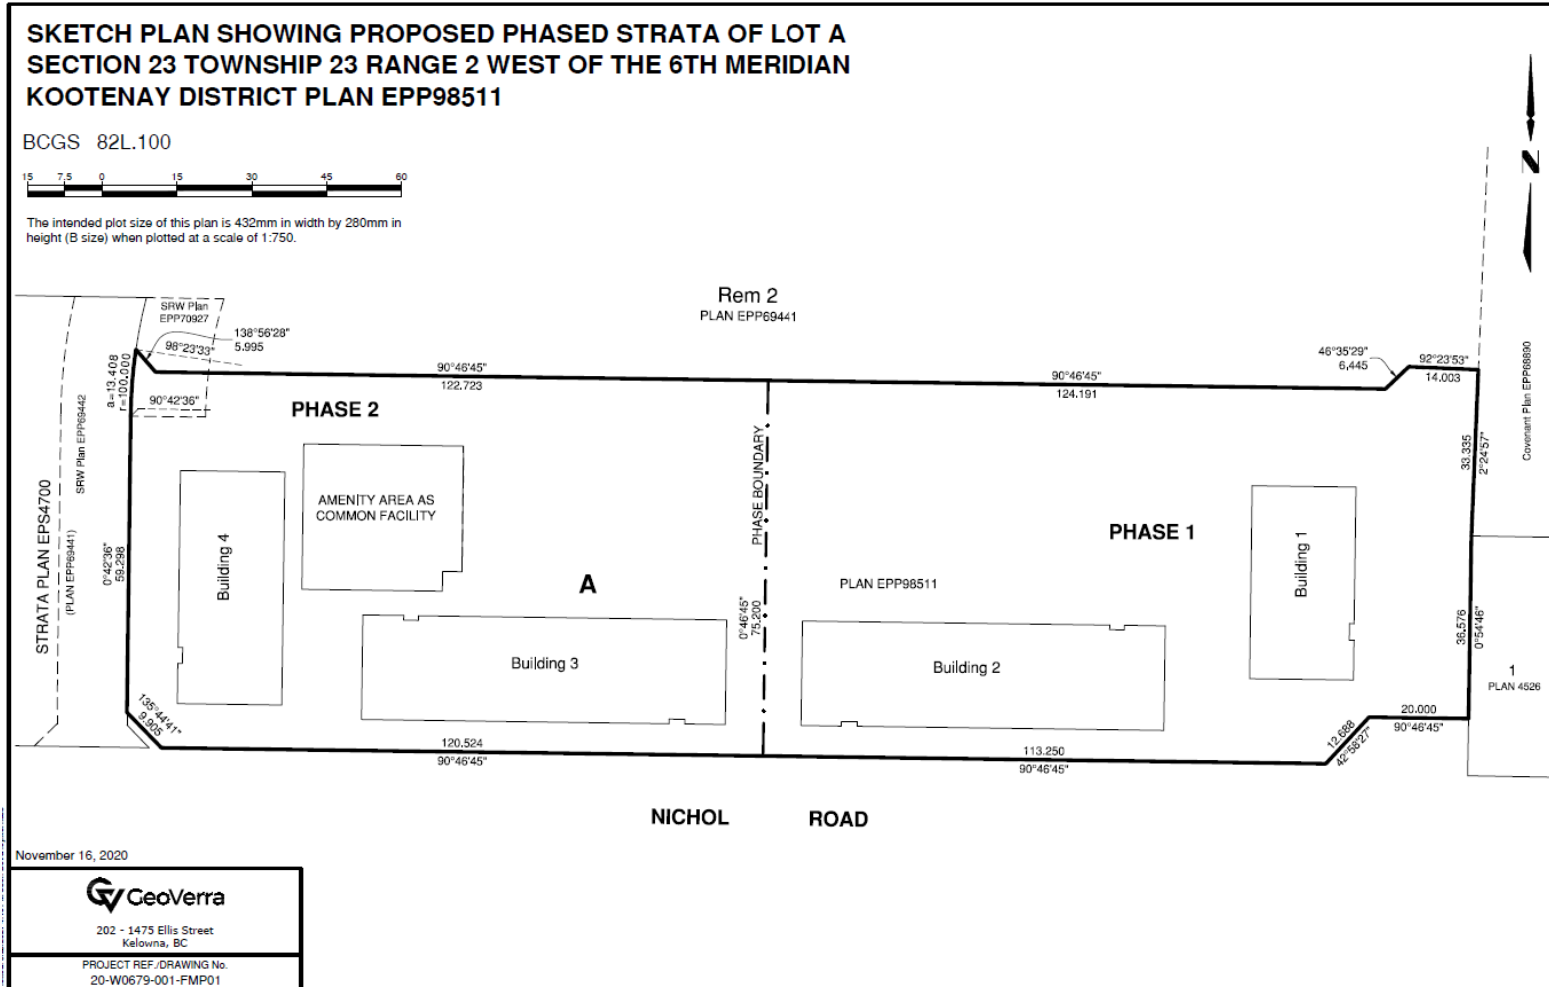 SKETCH PLAN SHOWING PROPOSED PHASED STRATA OF LOT A
SECTION 23 TOWNSHIP 23 RANGE 2 WEST OF THE 6TH MERIDIAN
KOOTENAY DISTRICT PLAN EPP98511
BCGS 82L.100
15 7.5 0 15 30 45 60
The intended plot size of this plan is 432mm in width by 280mm in
height (B size) when plotted at a scale of 1:750.
N
Rem 2
PLAN EPP69441
SRW Plan
EPP70927
138°56'28"
5.995
98°23'33"
a=13.408
r=100.000
90°42'36"
90°46'45"
122.723
90°46'45"
124.191
46°35'29"
6,445
92°23'53"
14.003
Covenant Plan EPP68890
33.335
2°24'57"
PHASE 2
SRW Plan EPP69442
STRATA PLAN EPS4700
(PLAN EPP69441)
0°42'36"
59.298
AMENITY AREA AS
COMMON FACILITY
Building 4
A
PHASE BOUNDARY
PHASE 1
PLAN EPP98511
Building 1
0°46'45"
75.200
36.576
0°54'46"
Building 3
Building 2
1
PLAN 4526
135°44'41"
9.905
120.524
90°46'45"
113.250
90°46'45"
12.688
42°58'27"
20.000
90°46'45"
NICHOL ROAD
November 16, 2020
GeoVerra
202 - 1475 Ellis Street
Kelowna, BC
PROJECT REF./DRAWING No.
20-W0679-001-FMP01